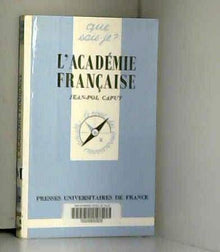 que
sais-je?
L'ACADÉMIE
FRANÇAISE
JEAN-POL CAPUT
PRESSES UNIVERSITAIRES DE FRANCE